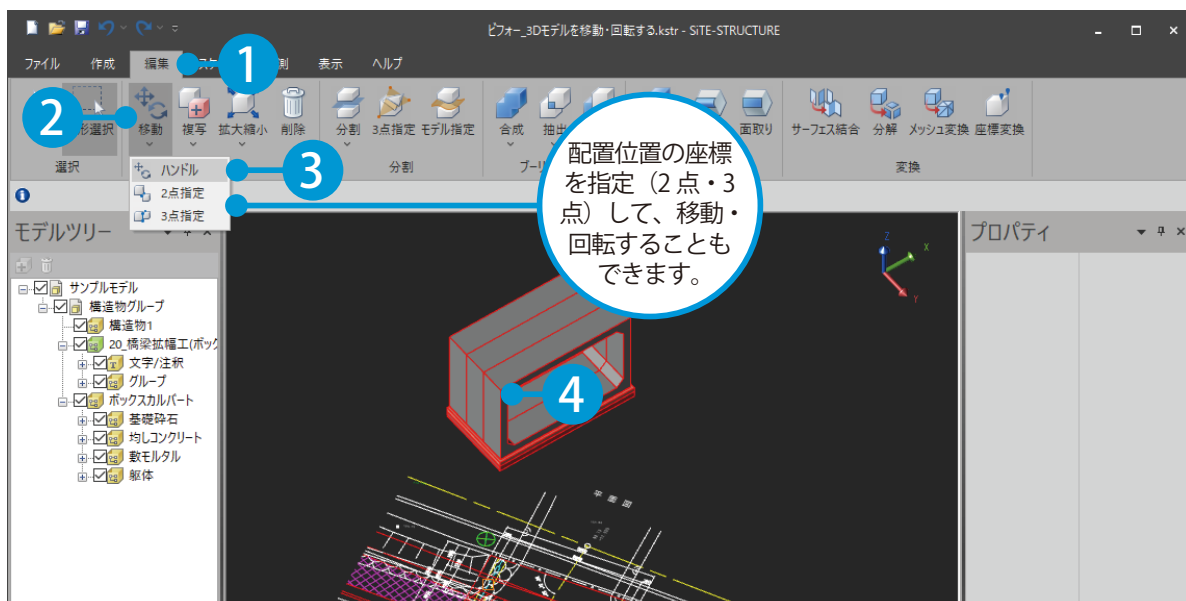 ビフォー_3Dモデルを移動・回転する.kstr - SiTE-STRUCTURE
ファイル 作成 編集 表示 ヘルプ
1
2
形選択 移動 複写 拡大縮小 削除 分割 3点指定 モデル指定 合成 抽出 面取り サーフェス結合 分解 メッシュ変換 座標変換
選択 分割 変換
ハンドル
3
2点指定
3点指定
配置位置の座標
を指定（2 点・3
点）して、移動・
回転することも
できます。
モデルツリー
プロパティ
サンプルモデル
構造物グループ
構造物1
20_橋梁拡幅工(ボック
文字/注釈
グループ
ボックスカルバート
基礎砕石
均しコンクリート
敷モルタル
躯体
Z
X
Y
4
平面図